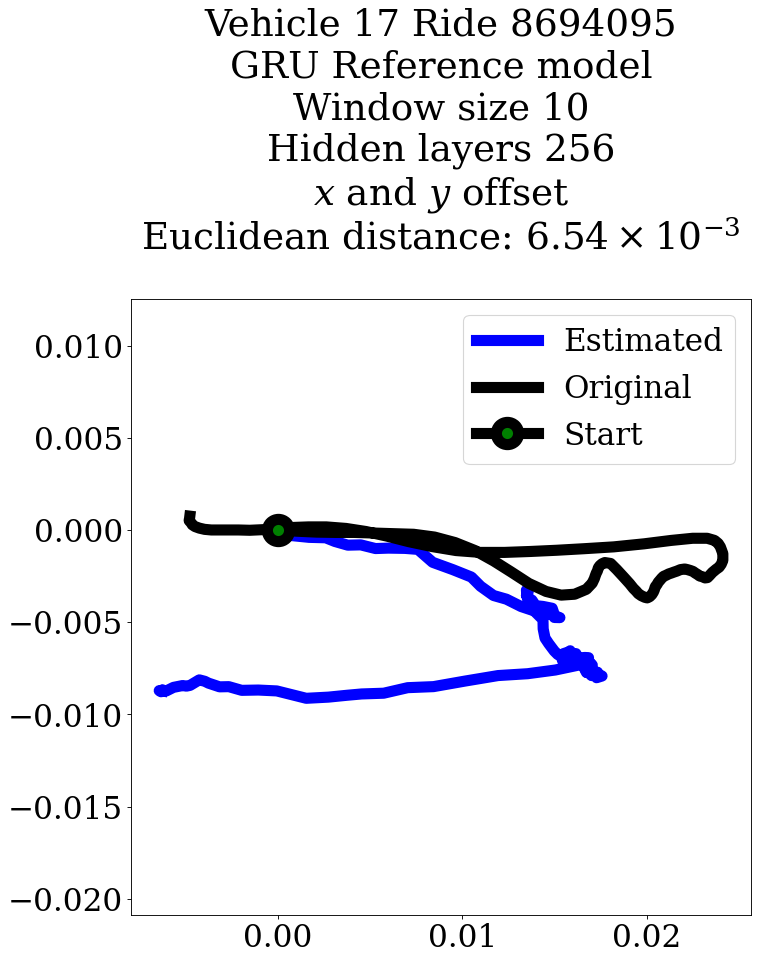 Vehicle 17 Ride 8694095
GRU Reference model
Window size 10
Hidden layers 256
x and y offset
Euclidean distance: 6.54 × 10⁻³
Estimated
Original
Start
0.010
0.005
0.000
−0.005
−0.010
−0.015
−0.020
0.00 0.01 0.02